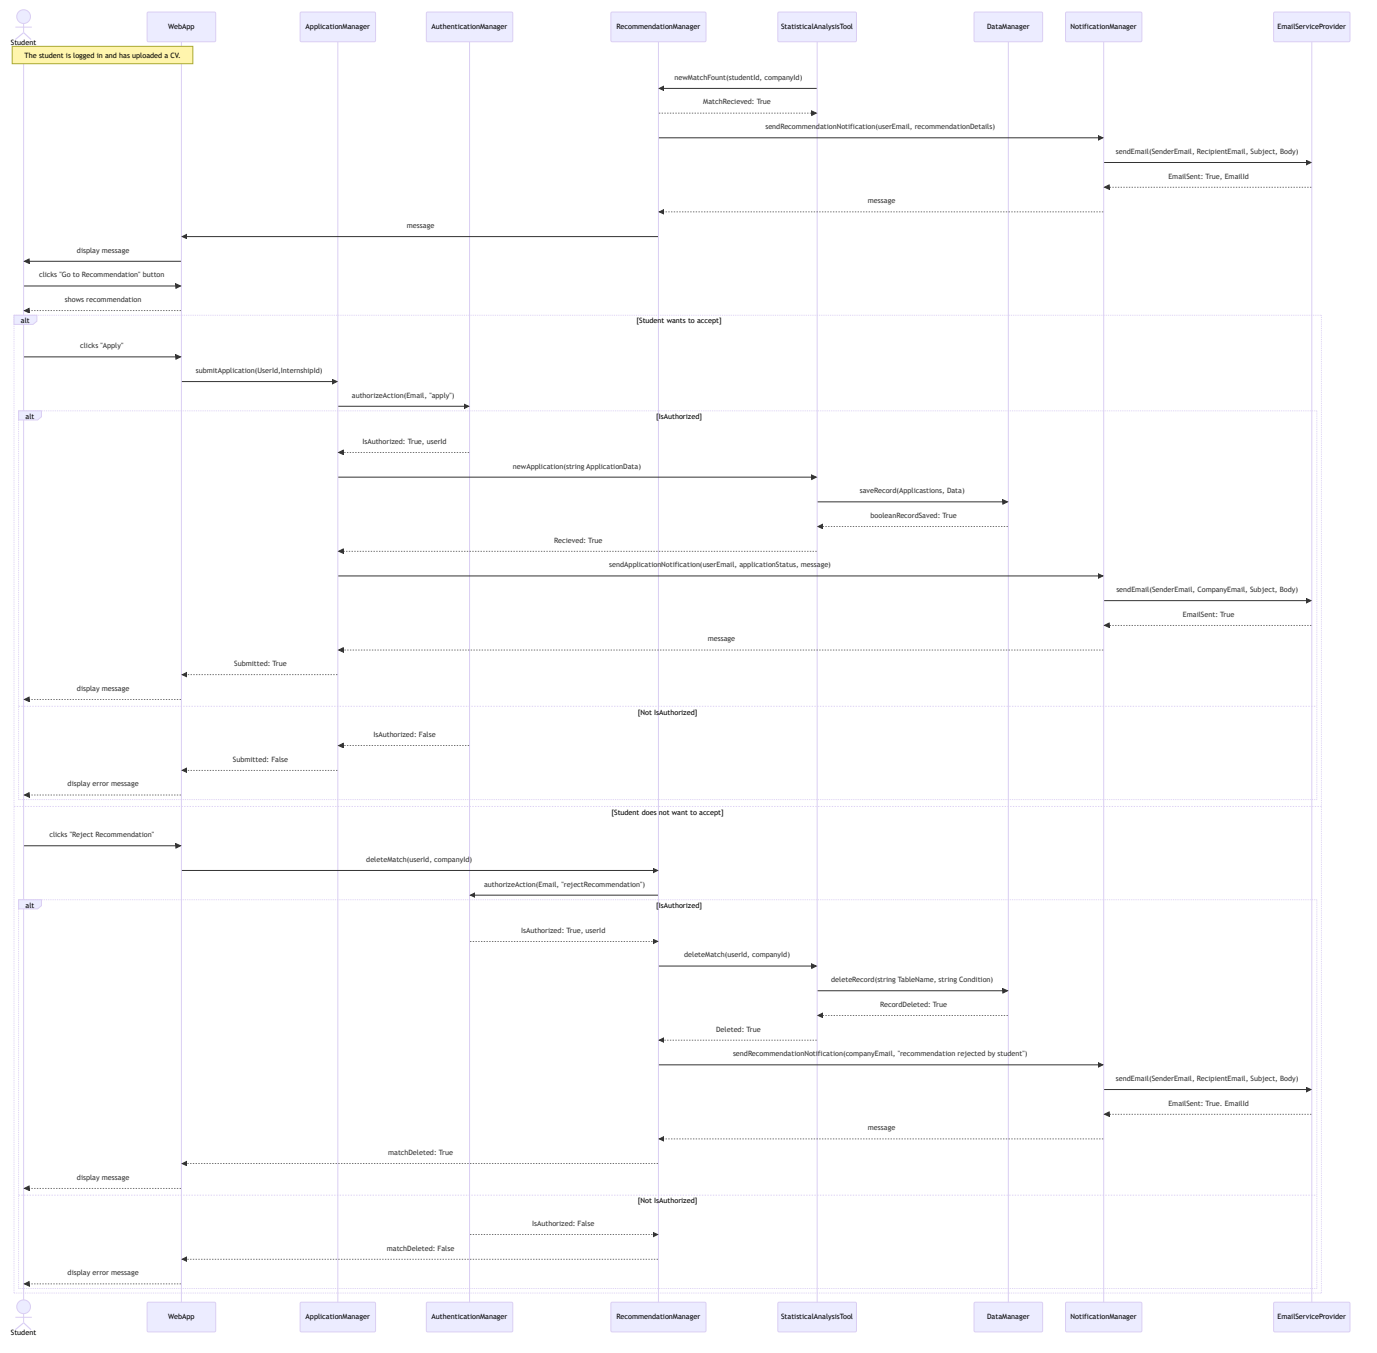 WebApp
ApplicationManager
AuthenticationManager
RecommendationManager
StatisticalAnalysisTool
DataManager
NotificationManager
EmailServiceProvider
Student
The student is logged in and has uploaded a CV.
newMatchFount(studentId, companyId)
MatchRecieved: True
sendRecommendationNotification(userEmail, recommendationDetails)
sendEmail(SenderEmail, RecipientEmail, Subject, Body)
EmailSent: True, EmailId
message
message
display message
clicks "Go to Recommendation" button
shows recommendation
alt
[Student wants to accept]
clicks "Apply"
submitApplication(UserId,InternshipId)
authorizeAction(Email, "apply")
alt
[IsAuthorized]
IsAuthorized: True, userId
newApplication(string ApplicationData)
saveRecord(Applicastions, Data)
booleanRecordSaved: True
Recieved: True
sendApplicationNotification(userEmail, applicationStatus, message)
sendEmail(SenderEmail, CompanyEmail, Subject, Body)
EmailSent: True
message
Submitted: True
display message
[Not IsAuthorized]
IsAuthorized: False
Submitted: False
display error message
[Student does not want to accept]
clicks "Reject Recommendation"
deleteMatch(userId, companyId)
authorizeAction(Email, "rejectRecommendation")
alt
[IsAuthorized]
IsAuthorized: True, userId
deleteMatch(userId, companyId)
deleteRecord(string TableName, string Condition)
RecordDeleted: True
Deleted: True
sendRecommendationNotification(companyEmail, "recommendation rejected by student")
sendEmail(SenderEmail, RecipientEmail, Subject, Body)
EmailSent: True. EmailId
message
matchDeleted: True
display message
[Not IsAuthorized]
IsAuthorized: False
matchDeleted: False
display error message
WebApp
ApplicationManager
AuthenticationManager
RecommendationManager
StatisticalAnalysisTool
DataManager
NotificationManager
EmailServiceProvider
Student